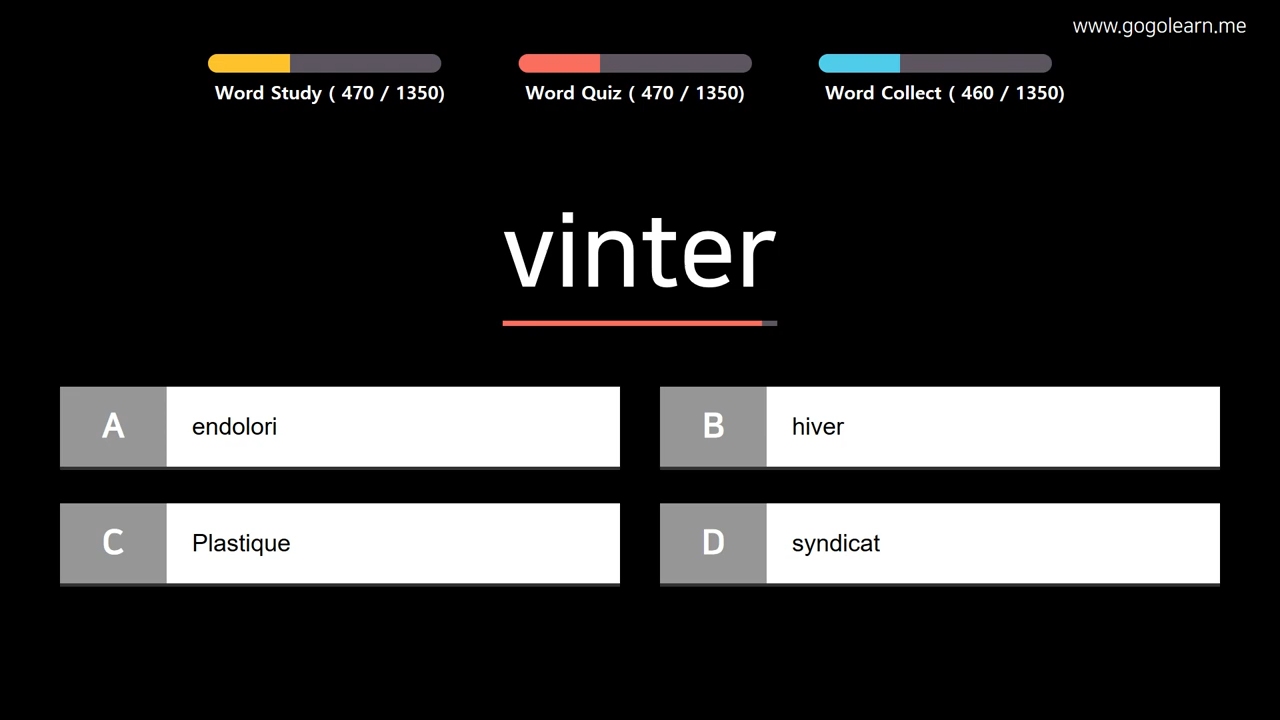 www.gogolearn.me
Word Study ( 470 / 1350)
Word Quiz ( 470 / 1350)
Word Collect ( 460 / 1350)
vinter
A
endolori
B
hiver
C
Plastique
D
syndicat